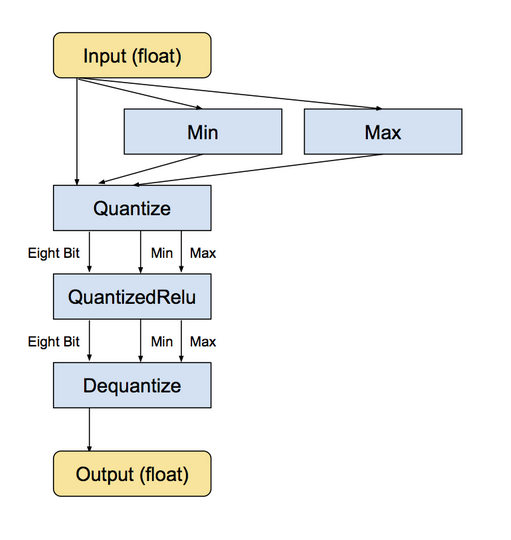 Input (float)
Min
Max
Quantize
Eight Bit
Min
Max
QuantizedRelu
Eight Bit
Min
Max
Dequantize
Output (float)